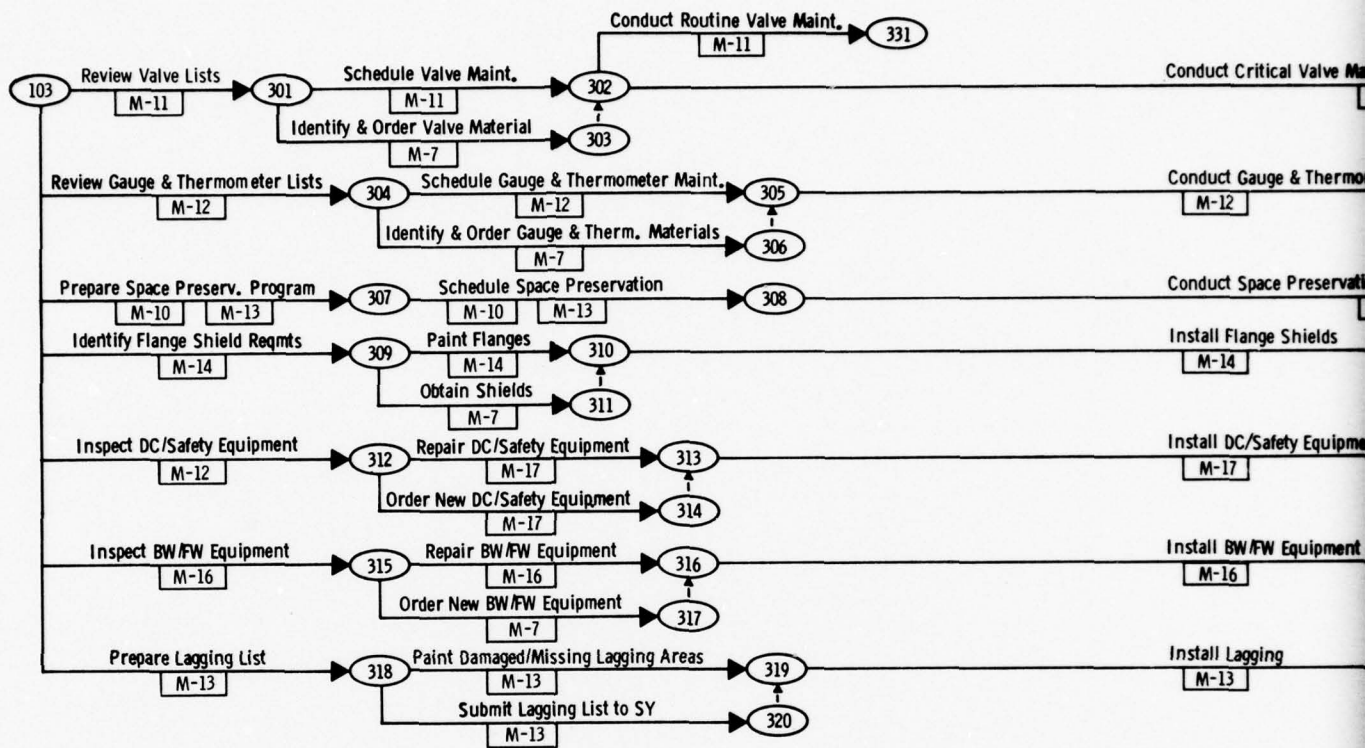 Conduct Routine Valve Maint.
M-11
331
103
Review Valve Lists
M-11
301
Schedule Valve Maint.
M-11
302
Conduct Critical Valve
Identify & Order Valve Material
M-7
303
Review Gauge & Thermometer Lists
M-12
304
Schedule Gauge & Thermometer Maint.
M-12
305
Conduct Gauge &
M-12
Identify & Order Gauge & Therm. Materials
M-7
306
Prepare Space Preserv. Program
M-10 M-13
307
Schedule Space Preservation
M-10 M-13
308
Conduct Space
Identify Flange Shield Reqmts
M-14
309
Paint Flanges
M-14
310
Install Flange Shields
M-14
Obtain Shields
M-7
311
Inspect DC/Safety Equipment
M-12
312
Repair DC/Safety Equipment
M-17
313
Install DC/Safety
M-17
Order New DC/Safety Equipment
M-17
314
Inspect BW/FW Equipment
M-16
315
Repair BW/FW Equipment
M-16
316
Install BW/FW Equipment
M-16
Order New BW/FW Equipment
M-7
317
Prepare Lagging List
M-13
318
Paint Damaged/Missing Lagging Areas
M-13
319
Install Lagging
M-13
Submit Lagging List to SY
M-13
320